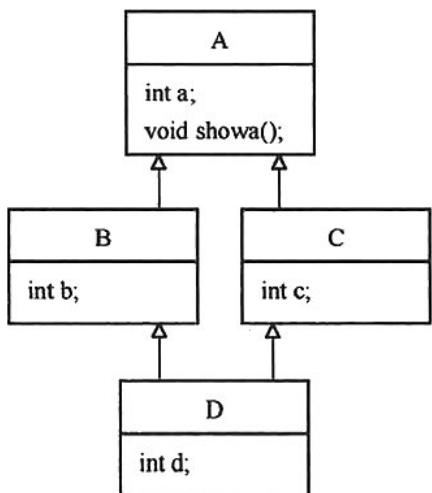 A
int a;
void showa();
B
int b;
C
int c;
D
int d;